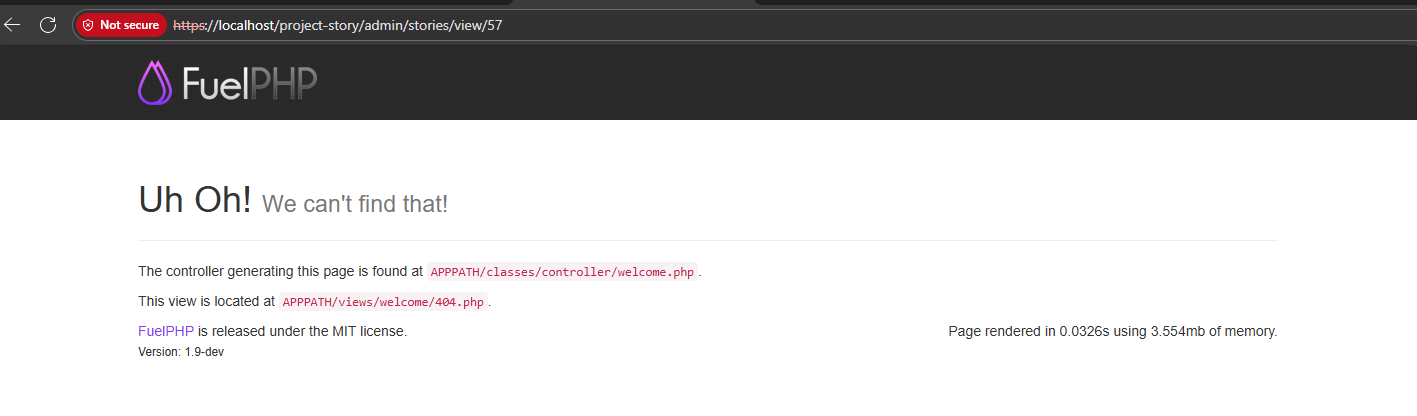 Not secure https://localhost/project-story/admin/stories/view/57
FuelPHP
Uh Oh! We can't find that!
The controller generating this page is found at APPPATH/classes/controller/welcome.php.
This view is located at APPPATH/views/welcome/404.php.
FuelPHP is released under the MIT license. Page rendered in 0.0326s using 3.554mb of memory.
Version: 1.9-dev